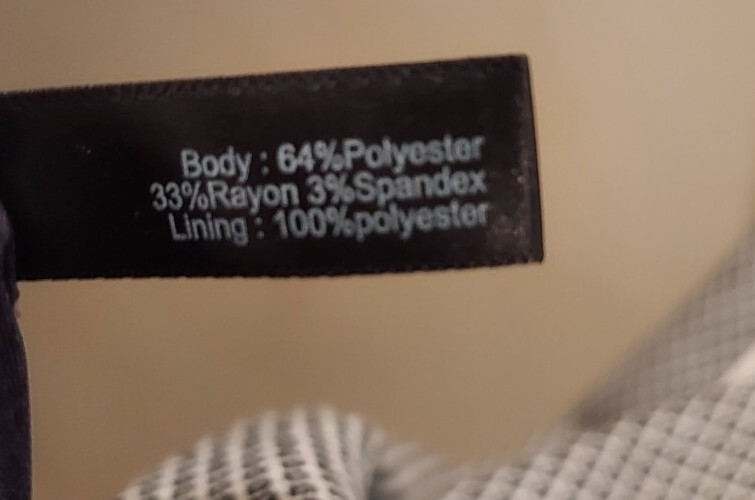 Body : 64%Polyester
33%Rayon 3%Spandex
Lining : 100%polyester